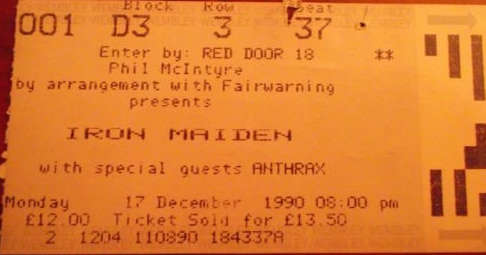 Block Row Seat
001 D3 3 37
Enter by: RED DOOR 18 **
Phil McIntyre
by arrangement with Fairwarning
presents
IRON MAIDEN
with special guests ANTHRAX
Monday 17 December 1990 08:00 pm
£12.00 Ticket Sold for £13.50
2 1204 110890 184337A